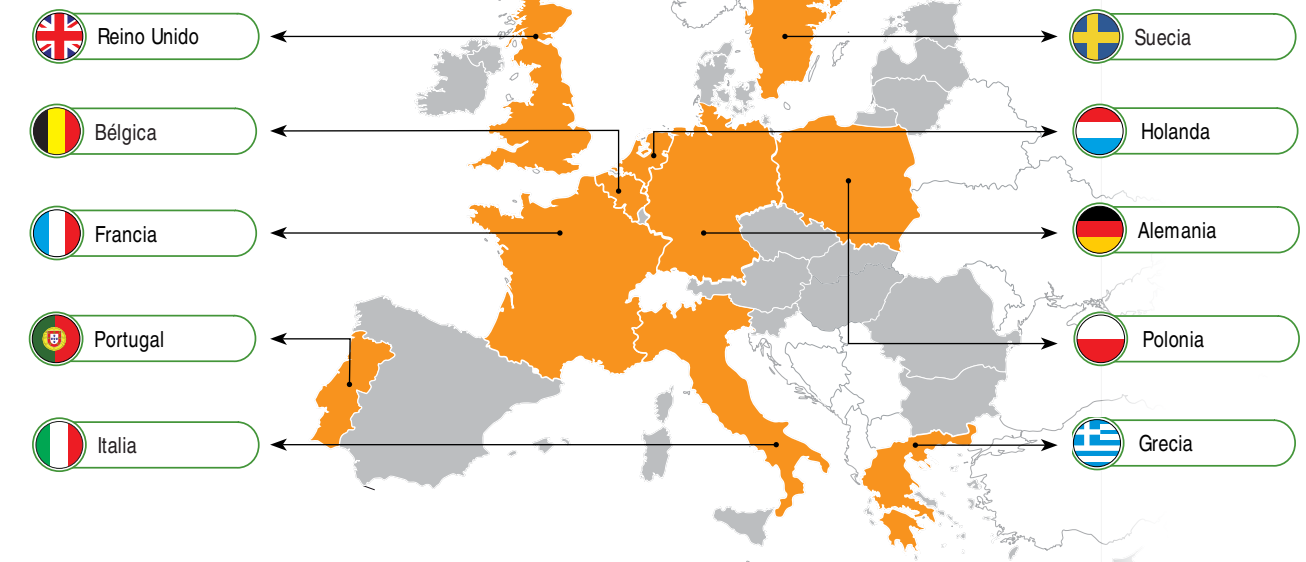 Reino Unido
Suecia
Bélgica
Holanda
Francia
Alemania
Portugal
Polonia
Italia
Grecia